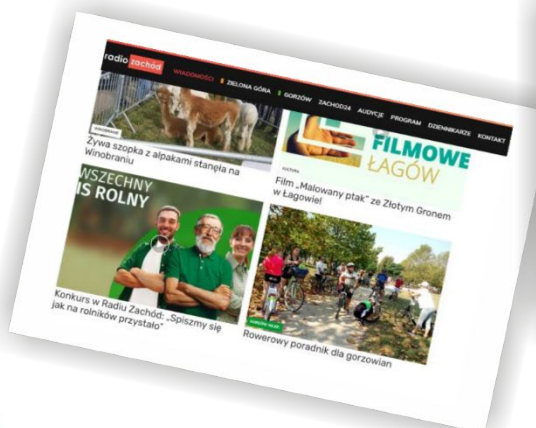 radio zachód
WIADOMOŚCI
ZIELONA GÓRA
GORZÓW
ZACHÓD24
AUDYCJE
PROGRAM
DZIENNIKARZE
KONTAKT
WINOBRANIE
Żywa szopka z alpakami stanęła na
Winobraniu
FILMOWE
ŁAGÓW
KULTURA
Film „Malowany ptak” ze Złotym Gronem
w Łagowie!
WSZECHNY
IS ROLNY
Konkurs w Radiu Zachód: „Spiszmy się
jak na rolników przystało”
Rowerowy poradnik dla gorzowian